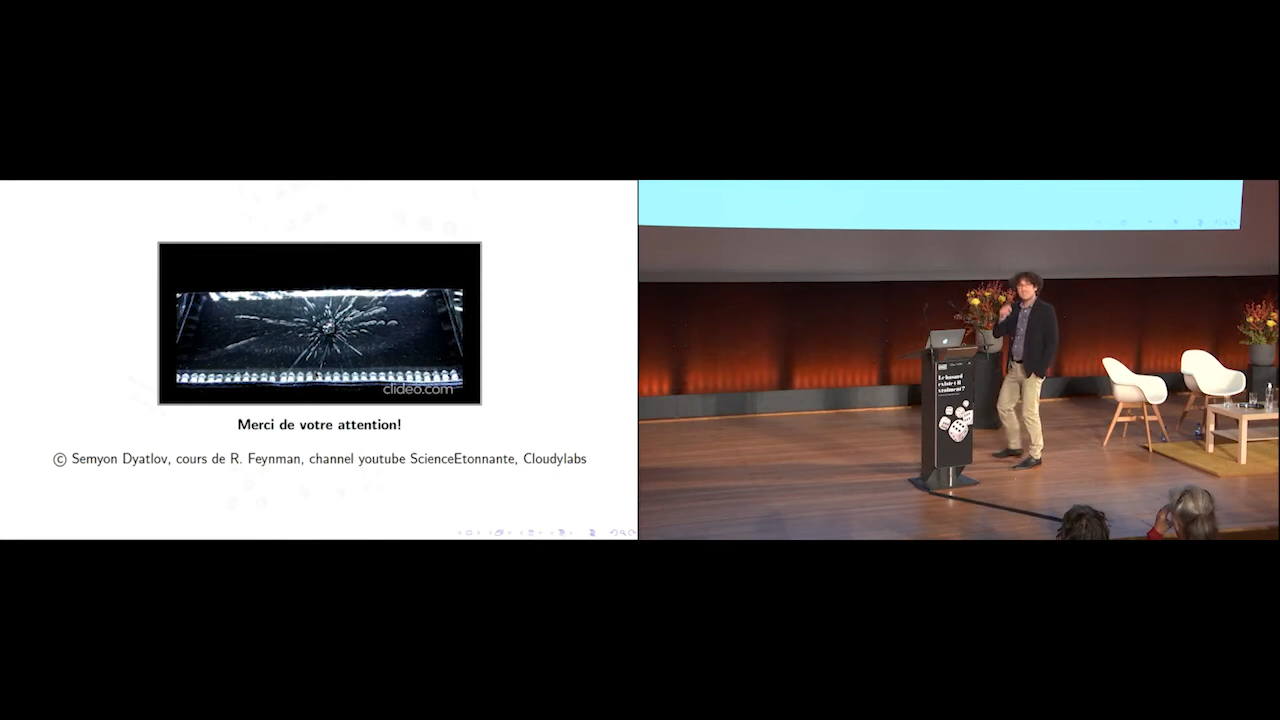 clideo.com
Merci de votre attention!
© Semyon Dyatlov, cours de R. Feynman, channel youtube ScienceEtonnante, Cloudylabs
Le hasard
existe-t-il
vraiment?